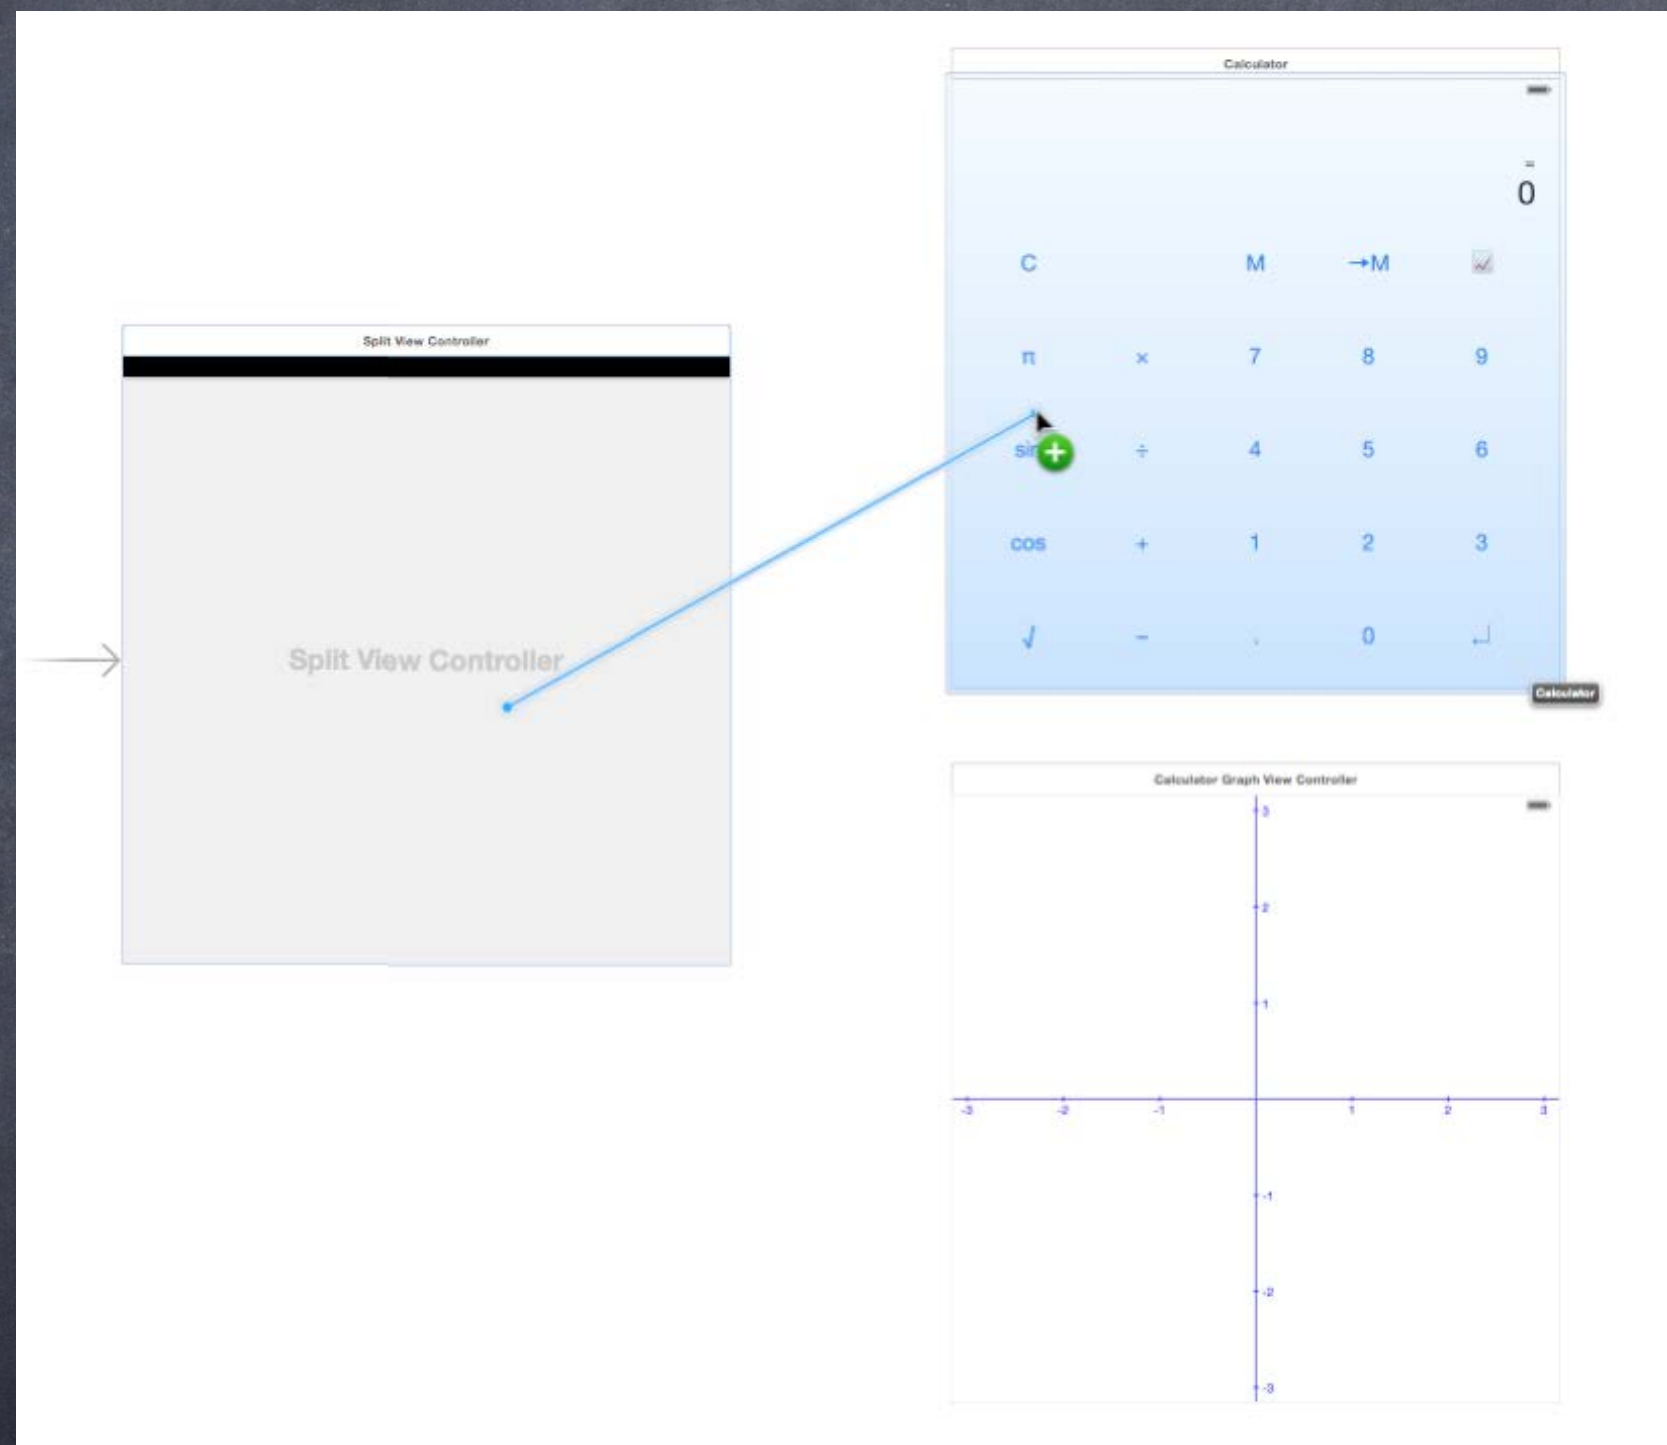 Calculator
=
0
C M →M
π × 7 8 9
Split View Controller
sin ÷ 4 5 6
cos + 1 2 3
Split View Controller
√ − . 0 ↵
Calculator
Calculator Graph View Controller
3
2
1
-3 -2 -1 1 2 3
-1
-2
-3